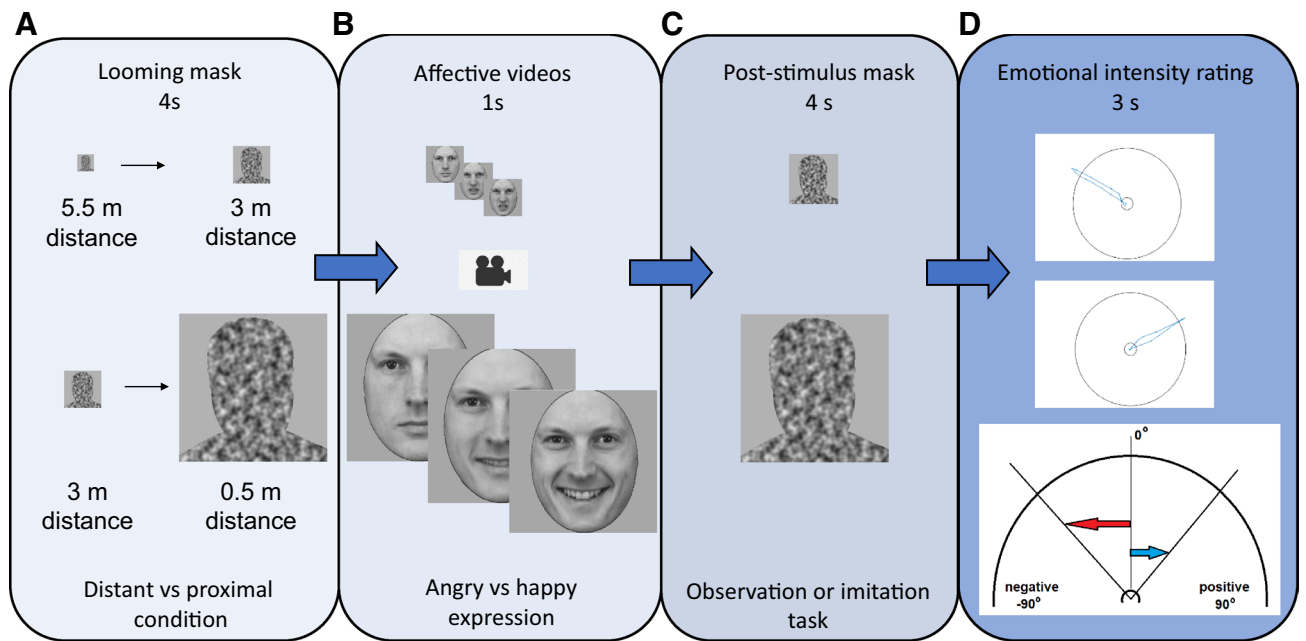 A
Looming mask
4s
5.5 m
distance
3 m
distance
3 m
distance
0.5 m
distance
Distant vs proximal
condition
B
Affective videos
1s
Angry vs happy
expression
C
Post-stimulus mask
4 s
Observation or imitation
task
D
Emotional intensity rating
3 s
0°
negative
-90°
positive
90°